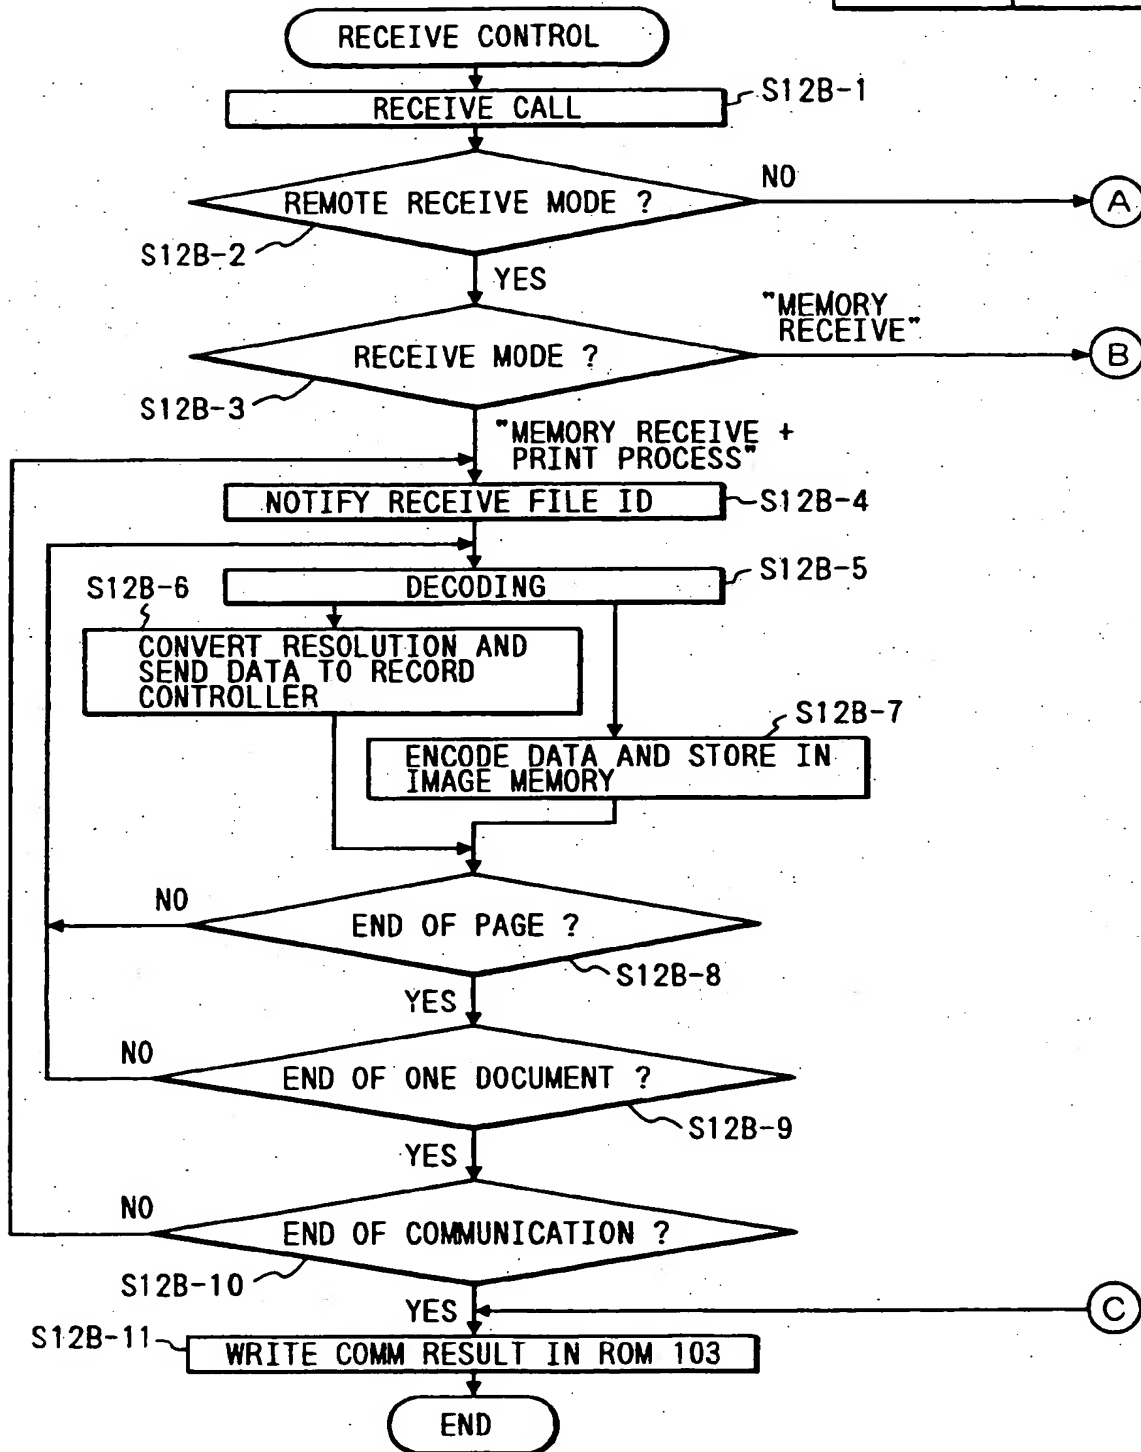 RECEIVE CONTROL
S12B-1
RECEIVE CALL
NO
REMOTE RECEIVE MODE ?
A
S12B-2
YES
"MEMORY
RECEIVE"
RECEIVE MODE ?
B
S12B-3
"MEMORY RECEIVE +
PRINT PROCESS"
NOTIFY RECEIVE FILE ID
S12B-4
S12B-5
S12B-6
DECODING
CONVERT RESOLUTION AND
SEND DATA TO RECORD
CONTROLLER
S12B-7
ENCODE DATA AND STORE IN
IMAGE MEMORY
NO
END OF PAGE ?
S12B-8
YES
NO
END OF ONE DOCUMENT ?
S12B-9
YES
NO
END OF COMMUNICATION ?
S12B-10
YES
C
S12B-11
WRITE COMM RESULT IN ROM 103
END